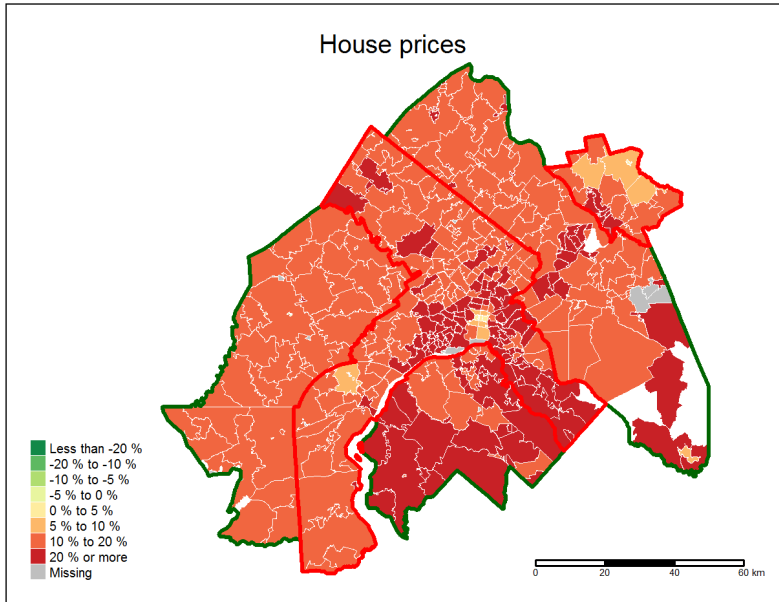 House prices
Less than -20 %
-20 % to -10 %
-10 % to -5 %
-5 % to 0 %
0 % to 5 %
5 % to 10 %
10 % to 20 %
20 % or more
Missing
0 20 40 60 km